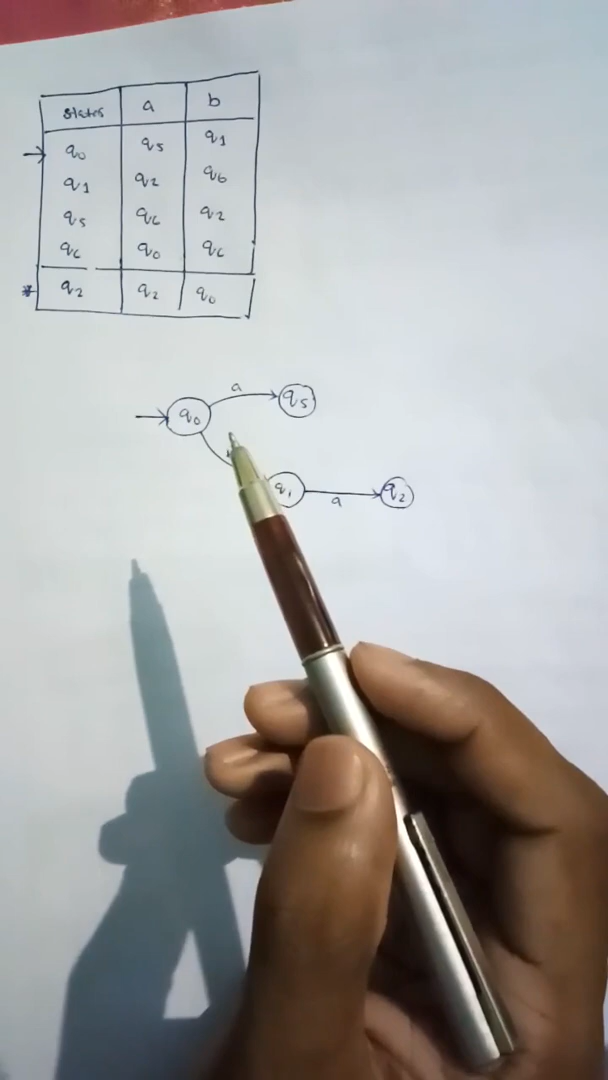 states a b
→ q0 q5 q1
q1 q2 q6
q5 q6 q2
q6 q0 q6
* q2 q2 q0
a
q0 q5
q1 a q2